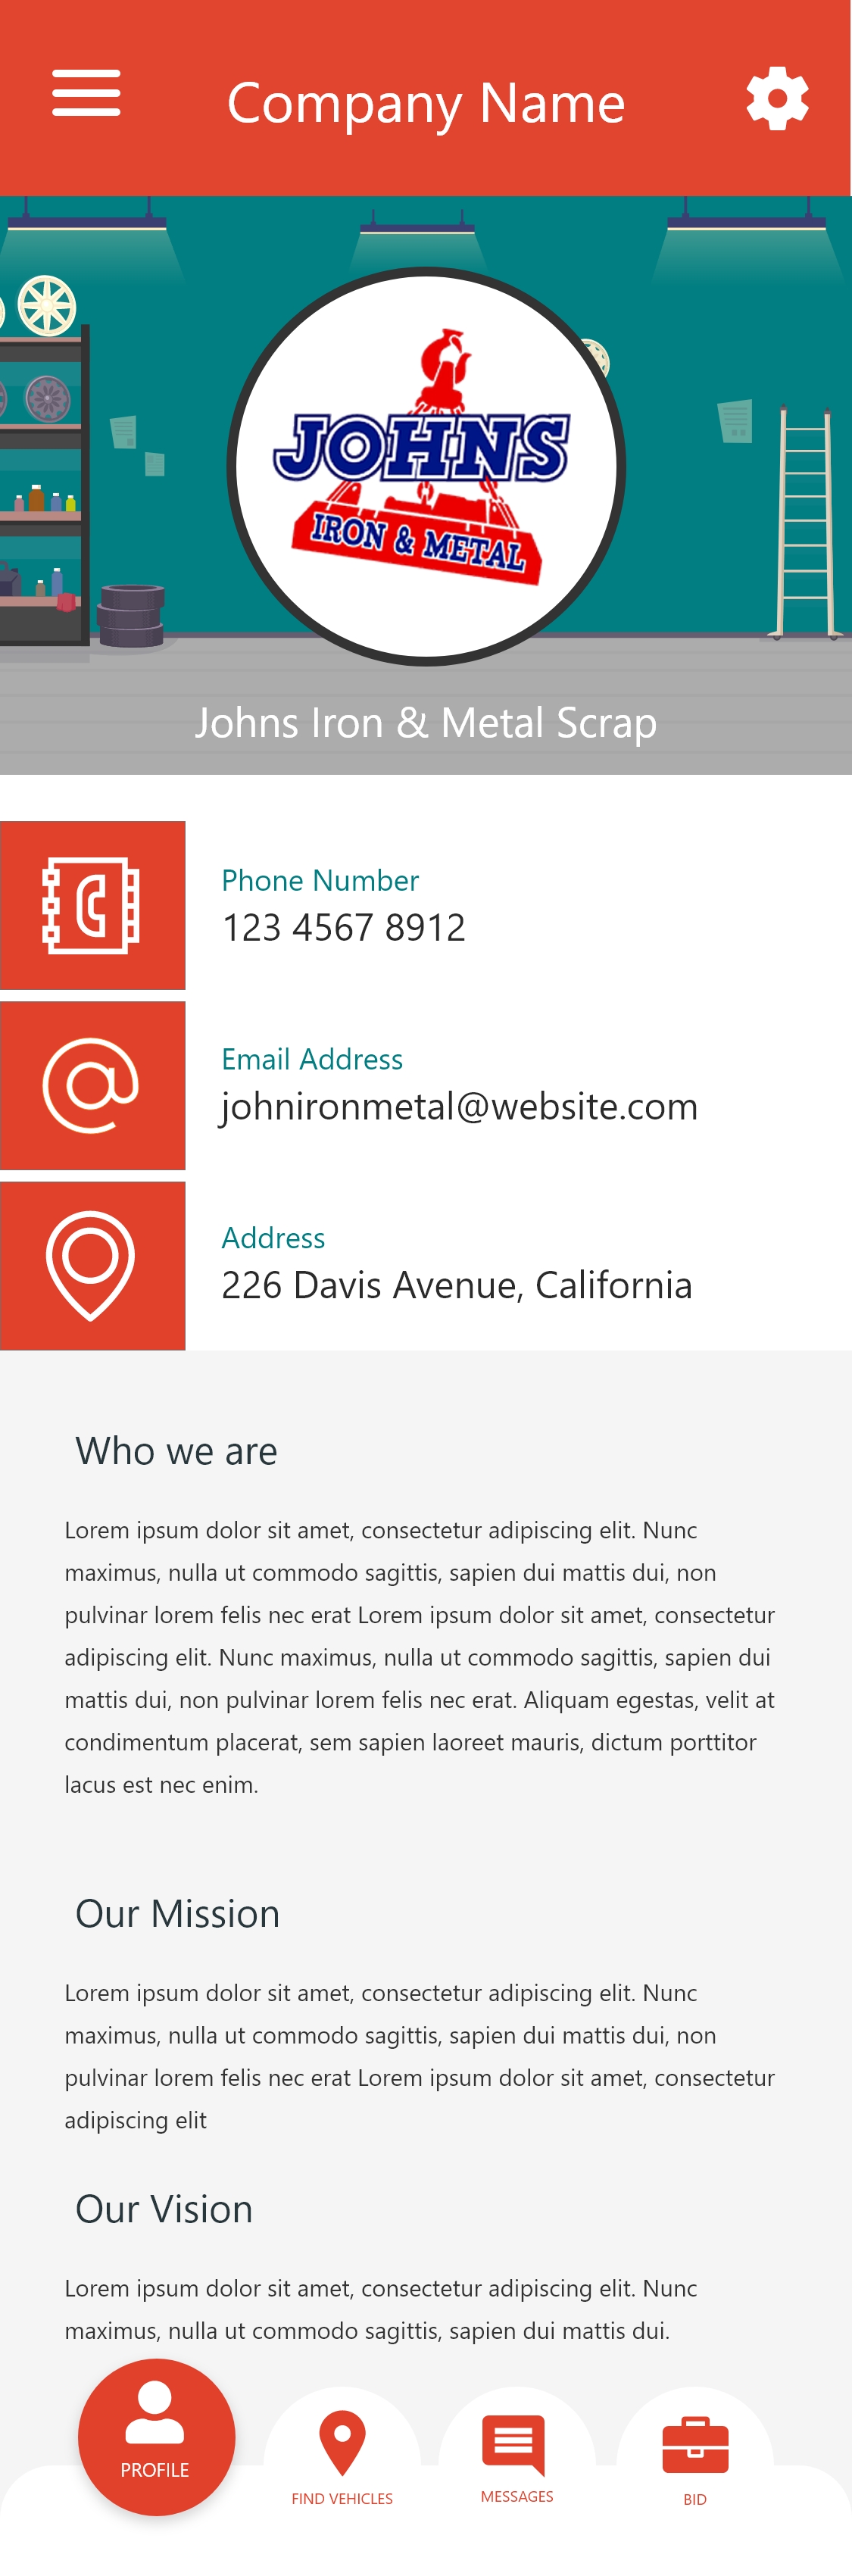 Company Name
JOHNS
IRON & METAL
Johns Iron & Metal Scrap
Phone Number
123 4567 8912
Email Address
johnironmetal@website.com
Address
226 Davis Avenue, California
Who we are
Lorem ipsum dolor sit amet, consectetur adipiscing elit. Nunc
maximus, nulla ut commodo sagittis, sapien dui mattis dui, non
pulvinar lorem felis nec erat Lorem ipsum dolor sit amet, consectetur
adipiscing elit. Nunc maximus, nulla ut commodo sagittis, sapien dui
mattis dui, non pulvinar lorem felis nec erat. Aliquam egestas, velit at
condimentum placerat, sem sapien laoreet mauris, dictum porttitor
lacus est nec enim.
Our Mission
Lorem ipsum dolor sit amet, consectetur adipiscing elit. Nunc
maximus, nulla ut commodo sagittis, sapien dui mattis dui, non
pulvinar lorem felis nec erat Lorem ipsum dolor sit amet, consectetur
adipiscing elit
Our Vision
Lorem ipsum dolor sit amet, consectetur adipiscing elit. Nunc
maximus, nulla ut commodo sagittis, sapien dui mattis dui.
PROFILE
FIND VEHICLES
MESSAGES
BID